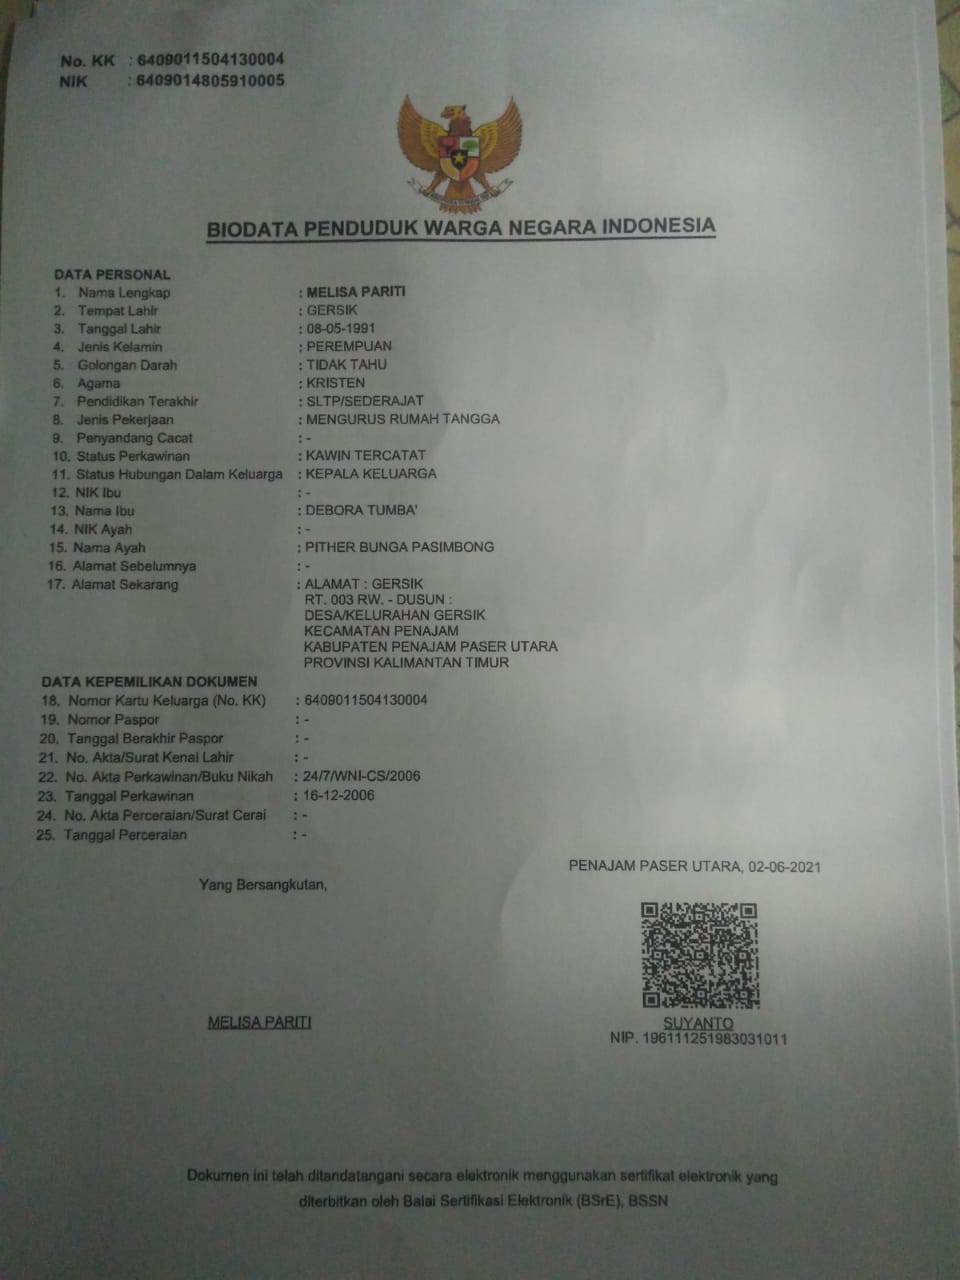 No. KK : 6409011504130004
NIK : 6409014805910005
BIODATA PENDUDUK WARGA NEGARA INDONESIA
DATA PERSONAL
1. Nama Lengkap : MELISA PARITI
2. Tempat Lahir : GERSIK
3. Tanggal Lahir : 08-05-1991
4. Jenis Kelamin : PEREMPUAN
5. Golongan Darah : TIDAK TAHU
6. Agama : KRISTEN
7. Pendidikan Terakhir : SLTP/SEDERAJAT
8. Jenis Pekerjaan : MENGURUS RUMAH TANGGA
9. Penyandang Cacat : -
10. Status Perkawinan : KAWIN TERCATAT
11. Status Hubungan Dalam Keluarga : KEPALA KELUARGA
12. NIK Ibu : -
13. Nama Ibu : DEBORA TUMBA'
14. NIK Ayah : -
15. Nama Ayah : PITHER BUNGA PASIMBONG
16. Alamat Sebelumnya : -
17. Alamat Sekarang : ALAMAT : GERSIK
RT. 003 RW. - DUSUN :
DESA/KELURAHAN GERSIK
KECAMATAN PENAJAM
KABUPATEN PENAJAM PASER UTARA
PROVINSI KALIMANTAN TIMUR
DATA KEPEMILIKAN DOKUMEN
18. Nomor Kartu Keluarga (No. KK) : 6409011504130004
19. Nomor Paspor : -
20. Tanggal Berakhir Paspor : -
21. No. Akta/Surat Kenal Lahir : -
22. No. Akta Perkawinan/Buku Nikah : 24/7/WNI-CS/2006
23. Tanggal Perkawinan : 16-12-2006
24. No. Akta Perceraian/Surat Cerai : -
25. Tanggal Perceraian : -
PENAJAM PASER UTARA, 02-06-2021
Yang Bersangkutan,
MELISA PARITI
SUYANTO
NIP. 196111251983031011
Dokumen ini telah ditandatangani secara elektronik menggunakan sertifikat elektronik yang
diterbitkan oleh Balai Sertifikasi Elektronik (BSrE), BSSN